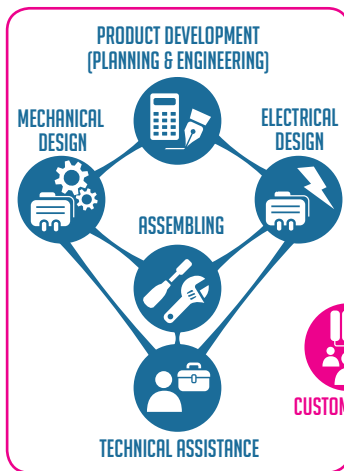 PRODUCT DEVELOPMENT
(PLANNING & ENGINEERING)
MECHANICAL
DESIGN
ELECTRICAL
DESIGN
ASSEMBLING
TECHNICAL ASSISTANCE